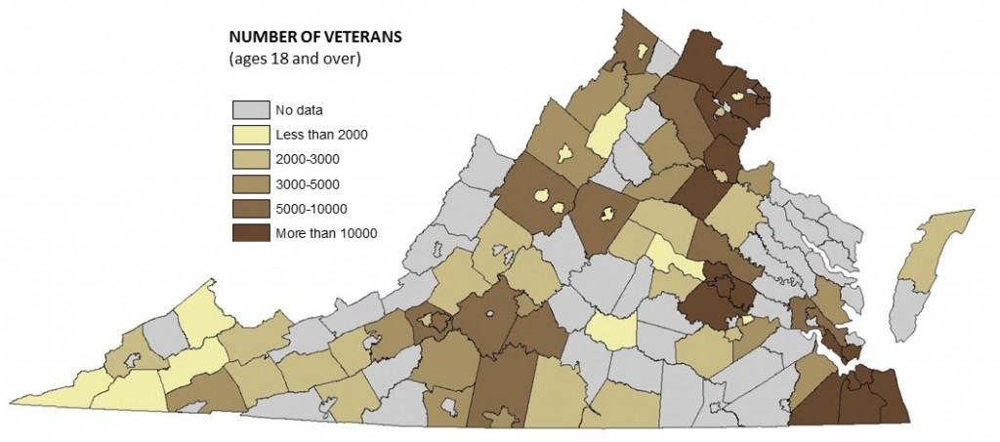 NUMBER OF VETERANS
(ages 18 and over)
No data
Less than 2000
2000-3000
3000-5000
5000-10000
More than 10000